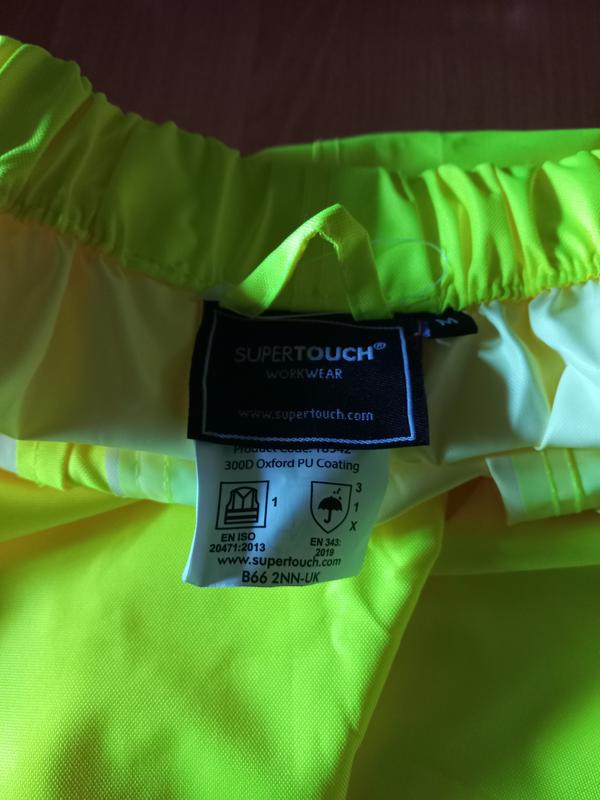 SUPERTOUCH®
WORKWEAR
www.supertouch.com
M
Product Code: 18542
300D Oxford PU Coating
1
3
1
X
EN ISO
20471:2013
EN 343:
2019
www.supertouch.com
B66 2NN-UK